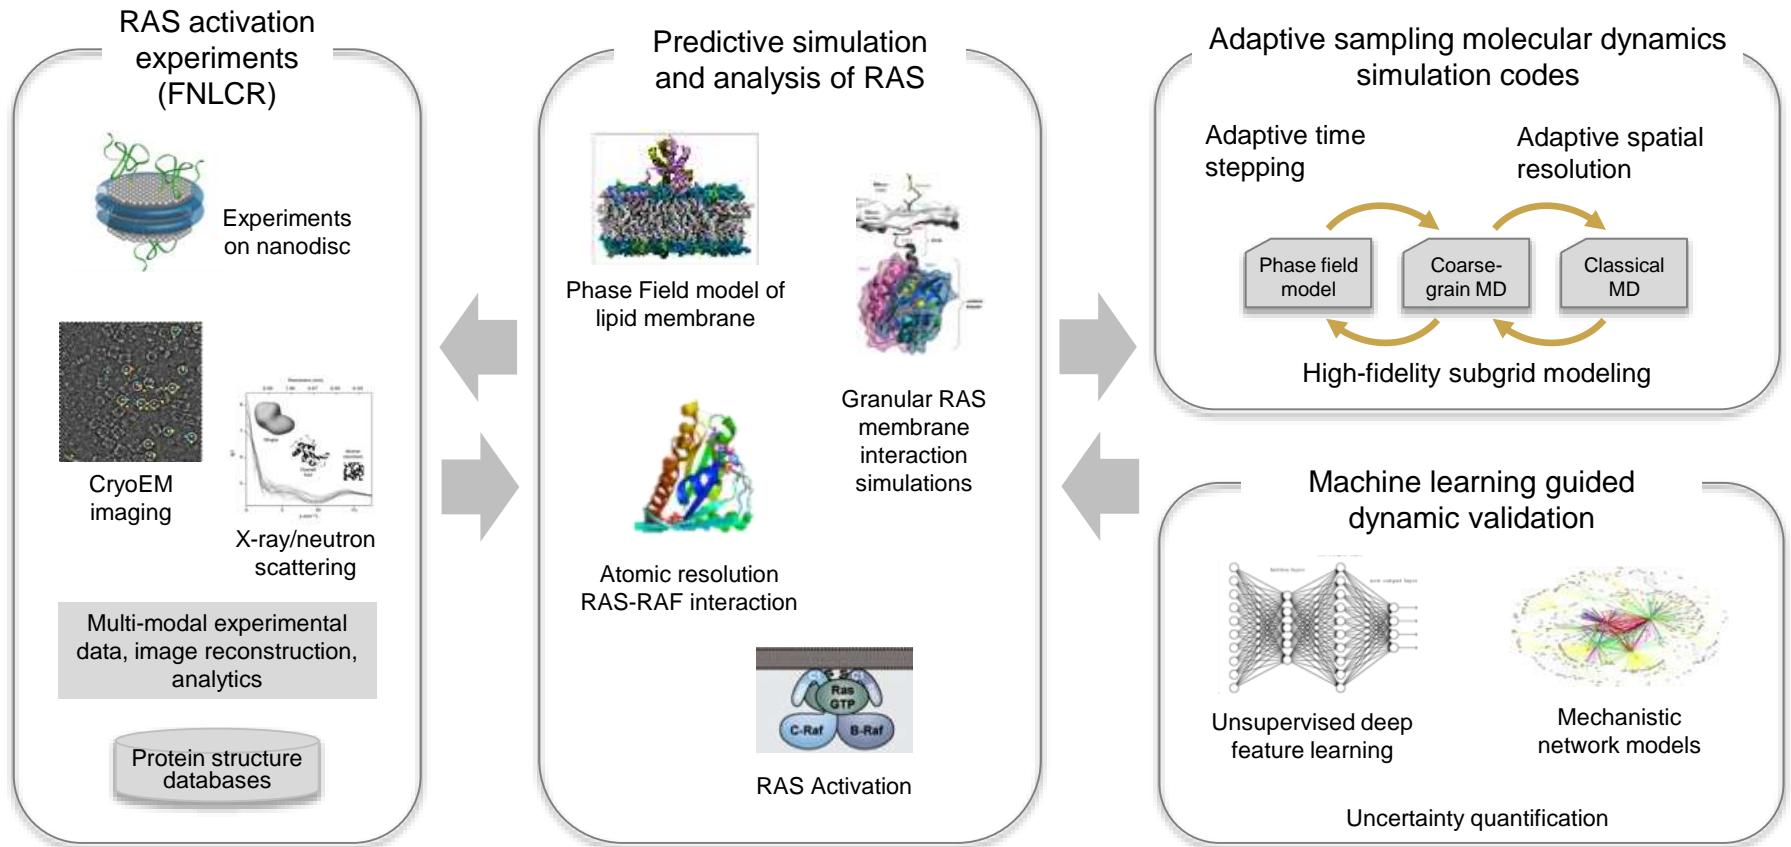 RAS activation
experiments
(FNLCR)
Experiments
on nanodisc
CryoEM
imaging
X-ray/neutron
scattering
Multi-modal experimental
data, image reconstruction,
analytics
Protein structure
databases
Predictive simulation
and analysis of RAS
Phase Field model of
lipid membrane
Granular RAS
membrane
interaction
simulations
Atomic resolution
RAS-RAF interaction
Ras
GTP
C-Raf
B-Raf
RAS Activation
Adaptive sampling molecular dynamics
simulation codes
Adaptive time
stepping
Adaptive spatial
resolution
Phase field
model
Coarse-
grain MD
Classical
MD
High-fidelity subgrid modeling
Machine learning guided
dynamic validation
Unsupervised deep
feature learning
Mechanistic
network models
Uncertainty quantification